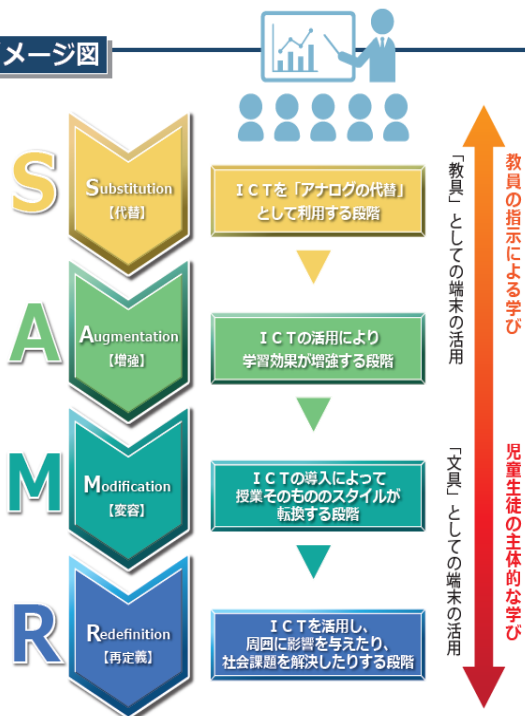 メージ図
S
Substitution
【代替】
ICTを「アナログの代替」
として利用する段階
A
Augmentation
【増強】
ICTの活用により
学習効果が増強する段階
M
Modification
【変容】
ICTの導入によって
授業そのもののスタイルが
転換する段階
R
Redefinition
【再定義】
ICTを活用し、
周囲に影響を与えたり、
社会課題を解決したりする段階
教員の指示による学び
「教具」としての端末の活用
児童生徒の主体的な学び
「文具」としての端末の活用